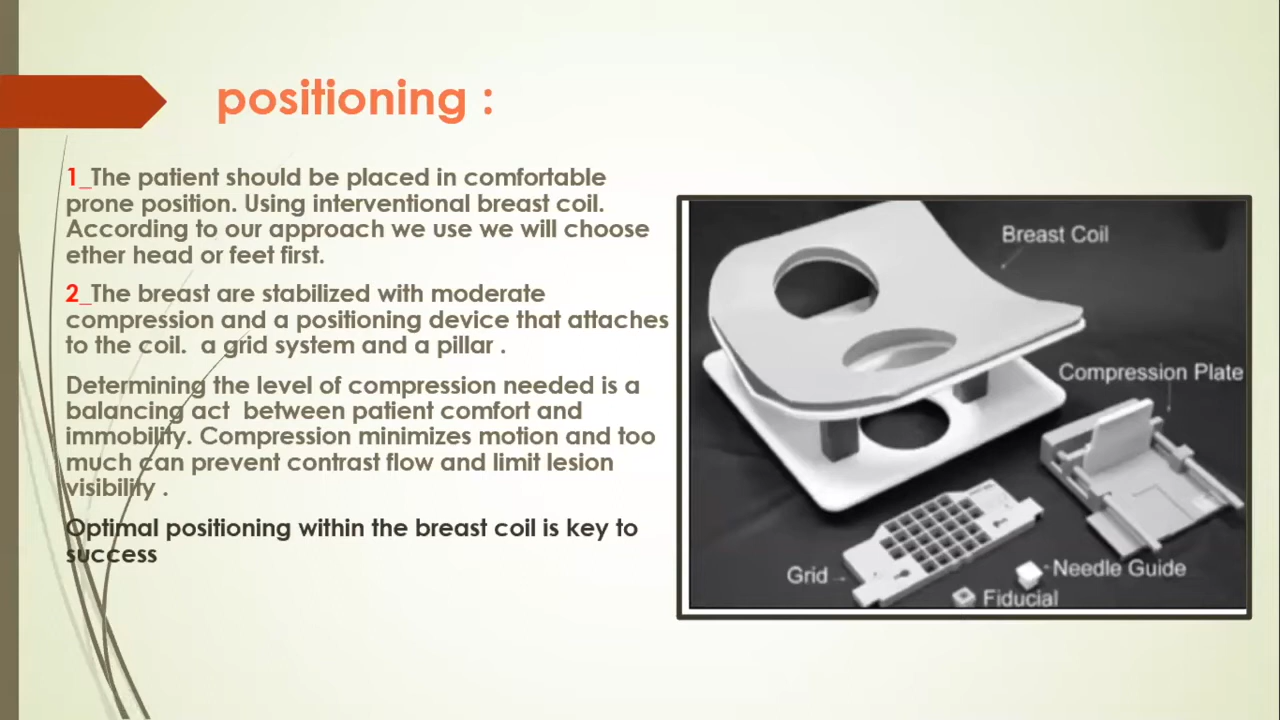 positioning :
1_The patient should be placed in comfortable
prone position. Using interventional breast coil.
According to our approach we use we will choose
ether head or feet first.
2_The breast are stabilized with moderate
compression and a positioning device that attaches
to the coil.  a grid system and a pillar .
Determining the level of compression needed is a
balancing act  between patient comfort and
immobility. Compression minimizes motion and too
much can prevent contrast flow and limit lesion
visibility .
Optimal positioning within the breast coil is key to
success
Breast Coil
Compression Plate
Grid
Needle Guide
Fiducial